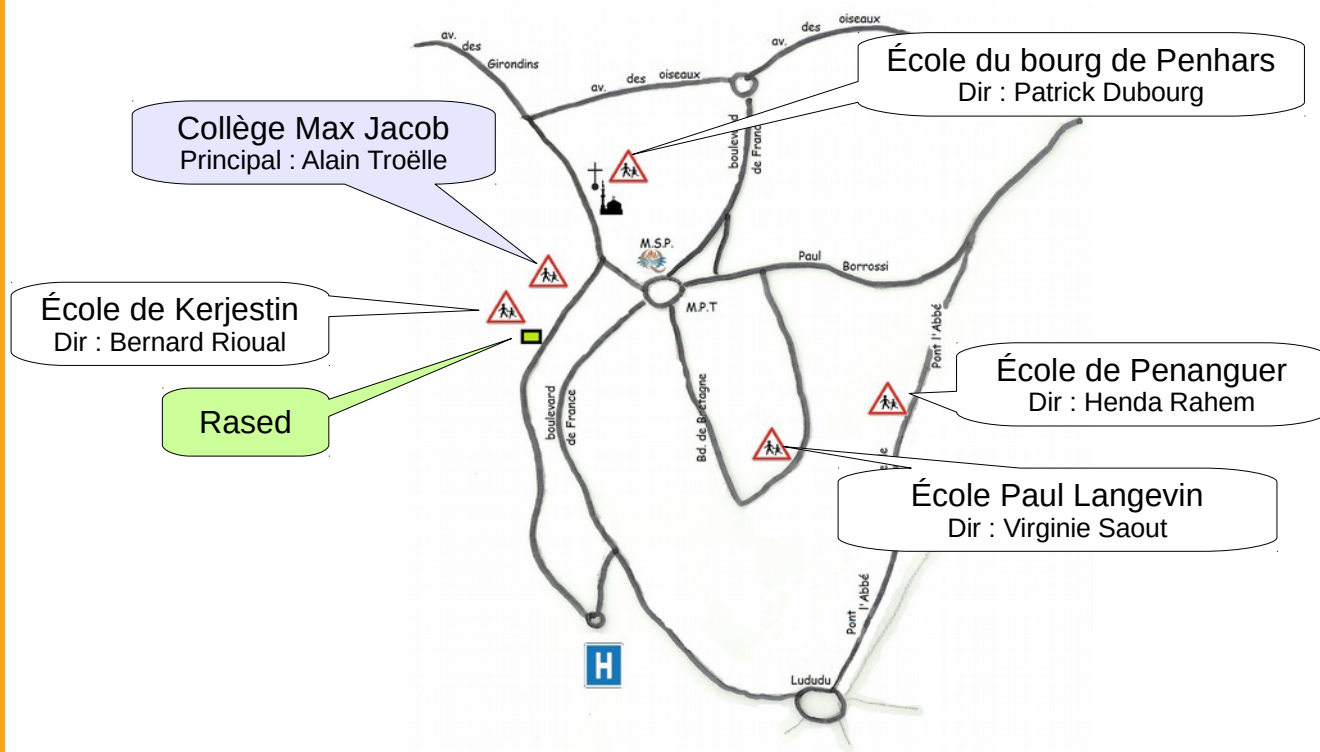 av.
des
Girondins
av. des oiseaux
av. des oiseaux
École du bourg de Penhars
Dir : Patrick Dubourg
Collège Max Jacob
Principal : Alain Troëlle
boulevard
de France
M.S.P.
Paul Borrossi
M.P.T
École de Kerjestin
Dir : Bernard Rioual
Rased
boulevard
de France
Bd. de Bretagne
Pont l'Abbé
École de Penanguer
Dir : Henda Rahem
École Paul Langevin
Dir : Virginie Saout
Pont
l'Abbé
H
Lududu